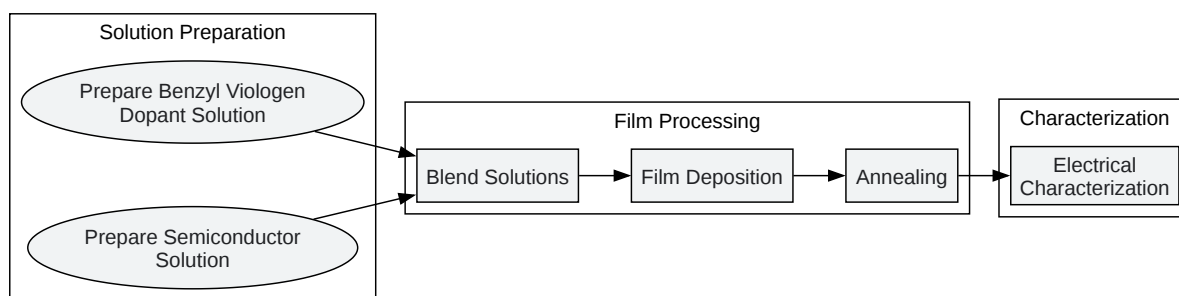 Solution Preparation
Prepare Benzyl Viologen
Dopant Solution
Prepare Semiconductor
Solution
Film Processing
Blend Solutions
Film Deposition
Annealing
Characterization
Electrical
Characterization